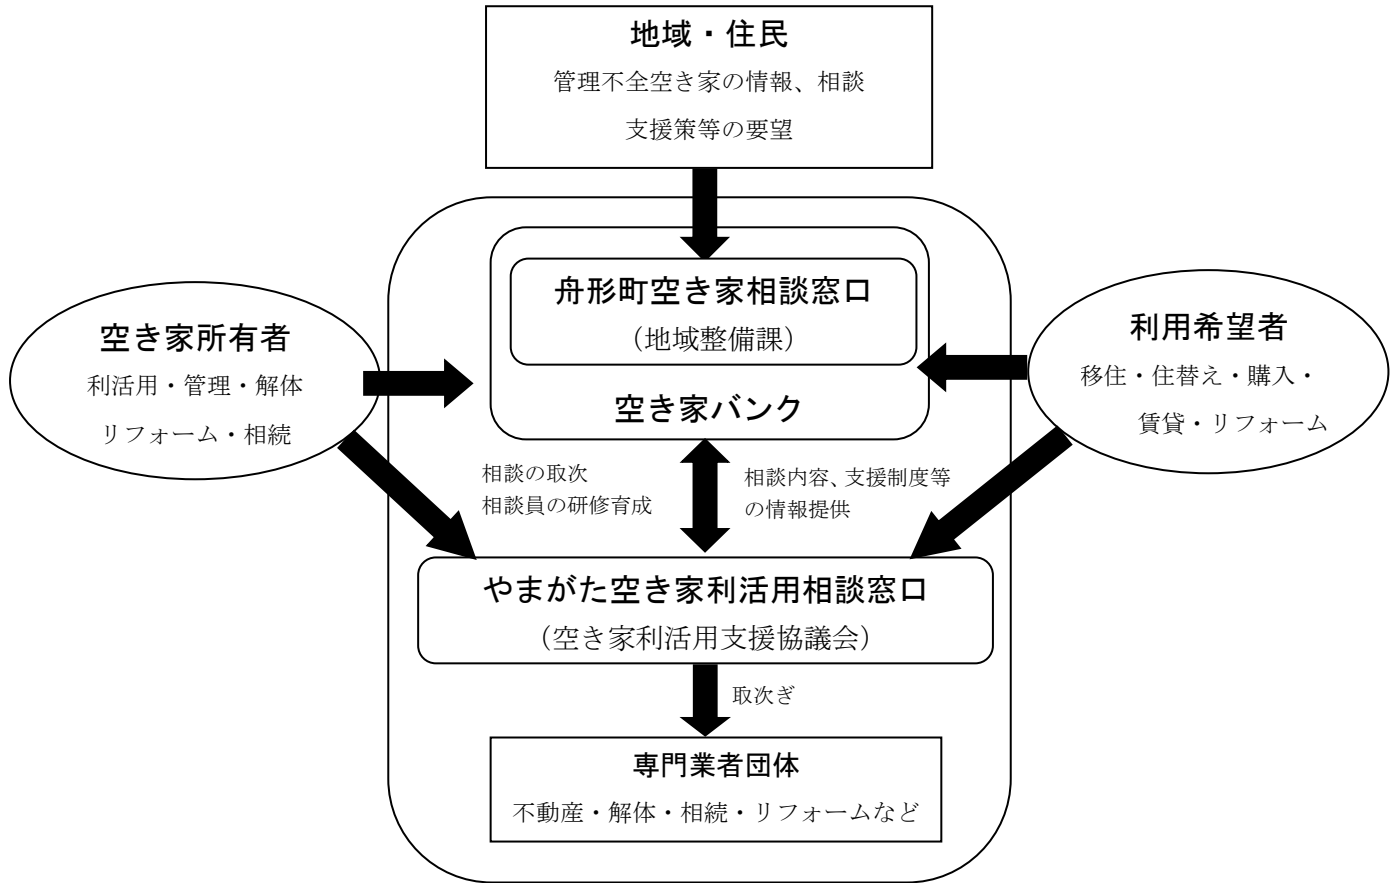 地域・住民
管理不全空き家の情報、相談
支援策等の要望
舟形町空き家相談窓口
（地域整備課）
空き家バンク
空き家所有者
利活用・管理・解体
リフォーム・相続
利用希望者
移住・住替え・購入・
賃貸・リフォーム
相談の取次
相談員の研修育成
相談内容、支援制度等
の情報提供
やまがた空き家利活用相談窓口
（空き家利活用支援協議会）
取次ぎ
専門業者団体
不動産・解体・相続・リフォームなど